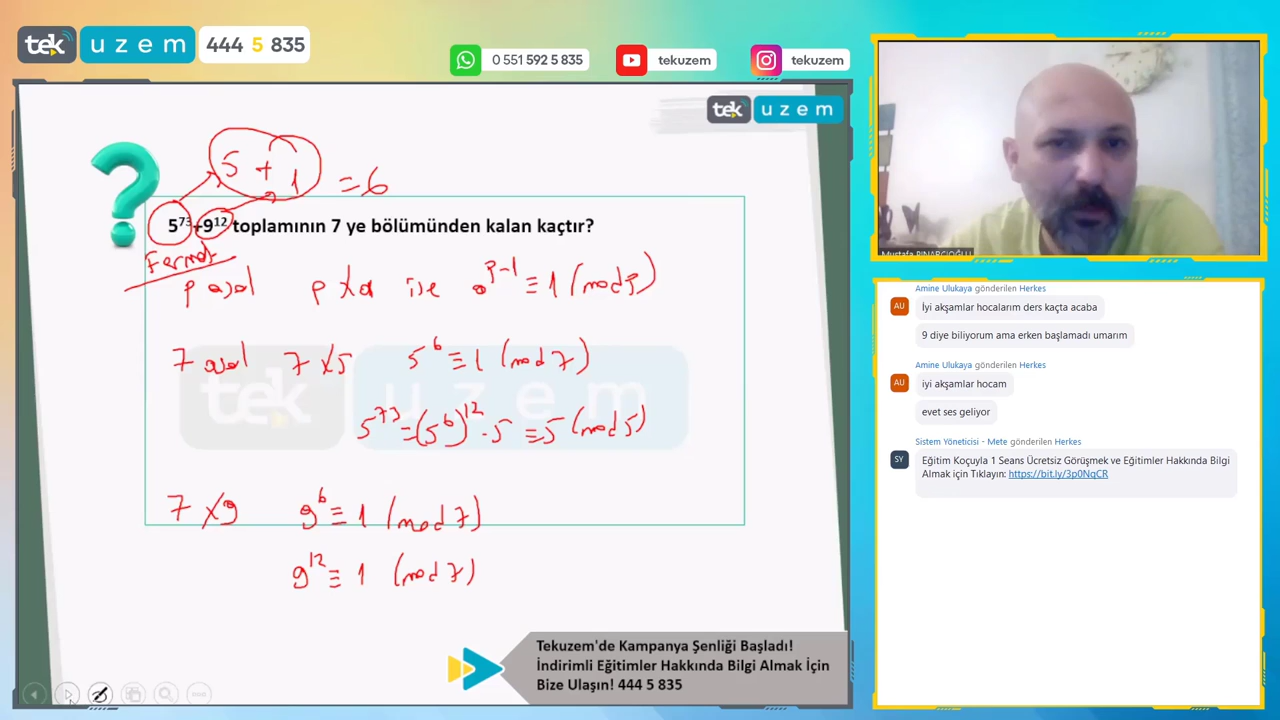 tek uzem 444 5 835
0 551 592 5 835
tekuzem
tekuzem
tek uzem
5 + 1 = 6
5⁷³+9¹² toplamının 7 ye bölümünden kalan kaçtır?
Fermat
p asal p ∤ a ise a^(p-1) ≡ 1 (mod p)
7 asal 7 ∤ 5 5⁶ ≡ 1 (mod 7)
tek uzem
5⁷³ = (5⁶)¹² . 5 ≡ 5 (mod 5)
7 ∤ 9 9⁶ ≡ 1 (mod 7)
9¹² ≡ 1 (mod 7)
Tekuzem'de Kampanya Şenliği Başladı!
İndirimli Eğitimler Hakkında Bilgi Almak İçin
Bize Ulaşın! 444 5 835
Mustafa PINARCIOĞLU
Amine Ulukaya gönderilen Herkes
AU İyi akşamlar hocalarım ders kaçta acaba
9 diye biliyorum ama erken başlamadı umarım
Amine Ulukaya gönderilen Herkes
AU iyi akşamlar hocam
evet ses geliyor
Sistem Yöneticisi - Mete gönderilen Herkes
SY Eğitim Koçuyla 1 Seans Ücretsiz Görüşmek ve Eğitimler Hakkında Bilgi
Almak için Tıklayın: https://bit.ly/3p0NqCR